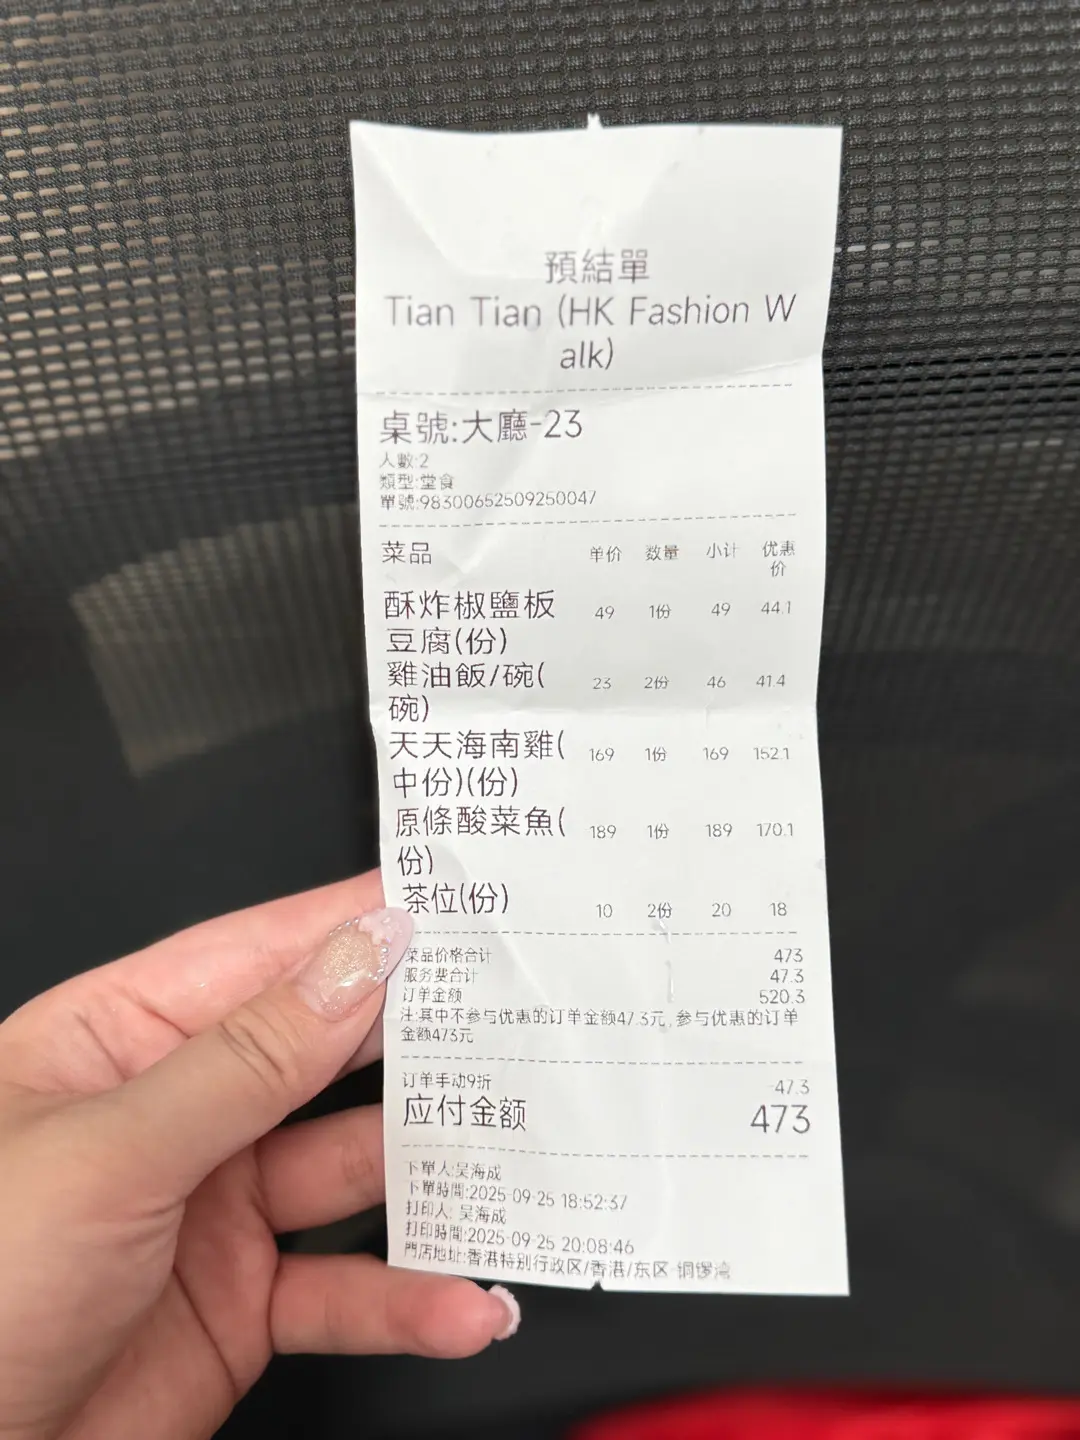 預結單
Tian Tian (HK Fashion W
alk)
桌號:大廳-23
人數:2
類型:堂食
單號:98300652509250047
菜品 单价 数量 小计 优惠
价
酥炸椒鹽板 49 1份 49 44.1
豆腐(份)
雞油飯/碗( 23 2份 46 41.4
碗)
天天海南雞( 169 1份 169 152.1
中份)(份)
原條酸菜魚( 189 1份 189 170.1
份)
茶位(份) 10 2份 20 18
菜品价格合计 473
服务费合计 47.3
订单金额 520.3
注:其中不参与优惠的订单金额47.3元,参与优惠的订单
金额473元
订单手动9折 -47.3
应付金额 473
下單人:吴海成
下單時間:2025-09-25 18:52:37
打印人: 吴海成
打印時間:2025-09-25 20:08:46
門店地址:香港特别行政区/香港/东区 铜锣湾